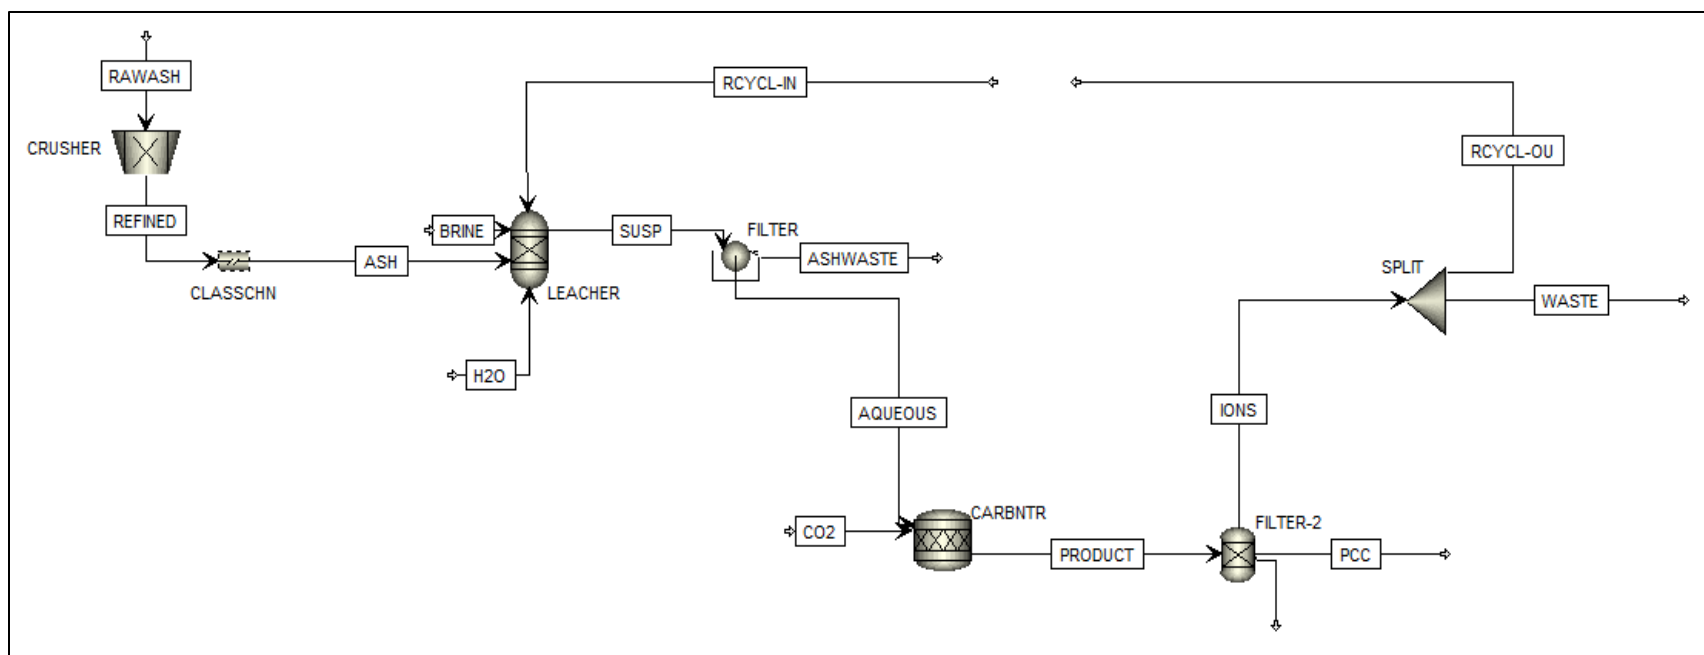 RAWASH
RCYCL-IN
CRUSHER
RCYCL-OU
REFINED
BRINE
SUSP
FILTER
ASH
ASHWASTE
SPLIT
CLASSCHN
LEACHER
WASTE
H2O
AQUEOUS
IONS
CARBNTR
CO2
FILTER-2
PRODUCT
PCC